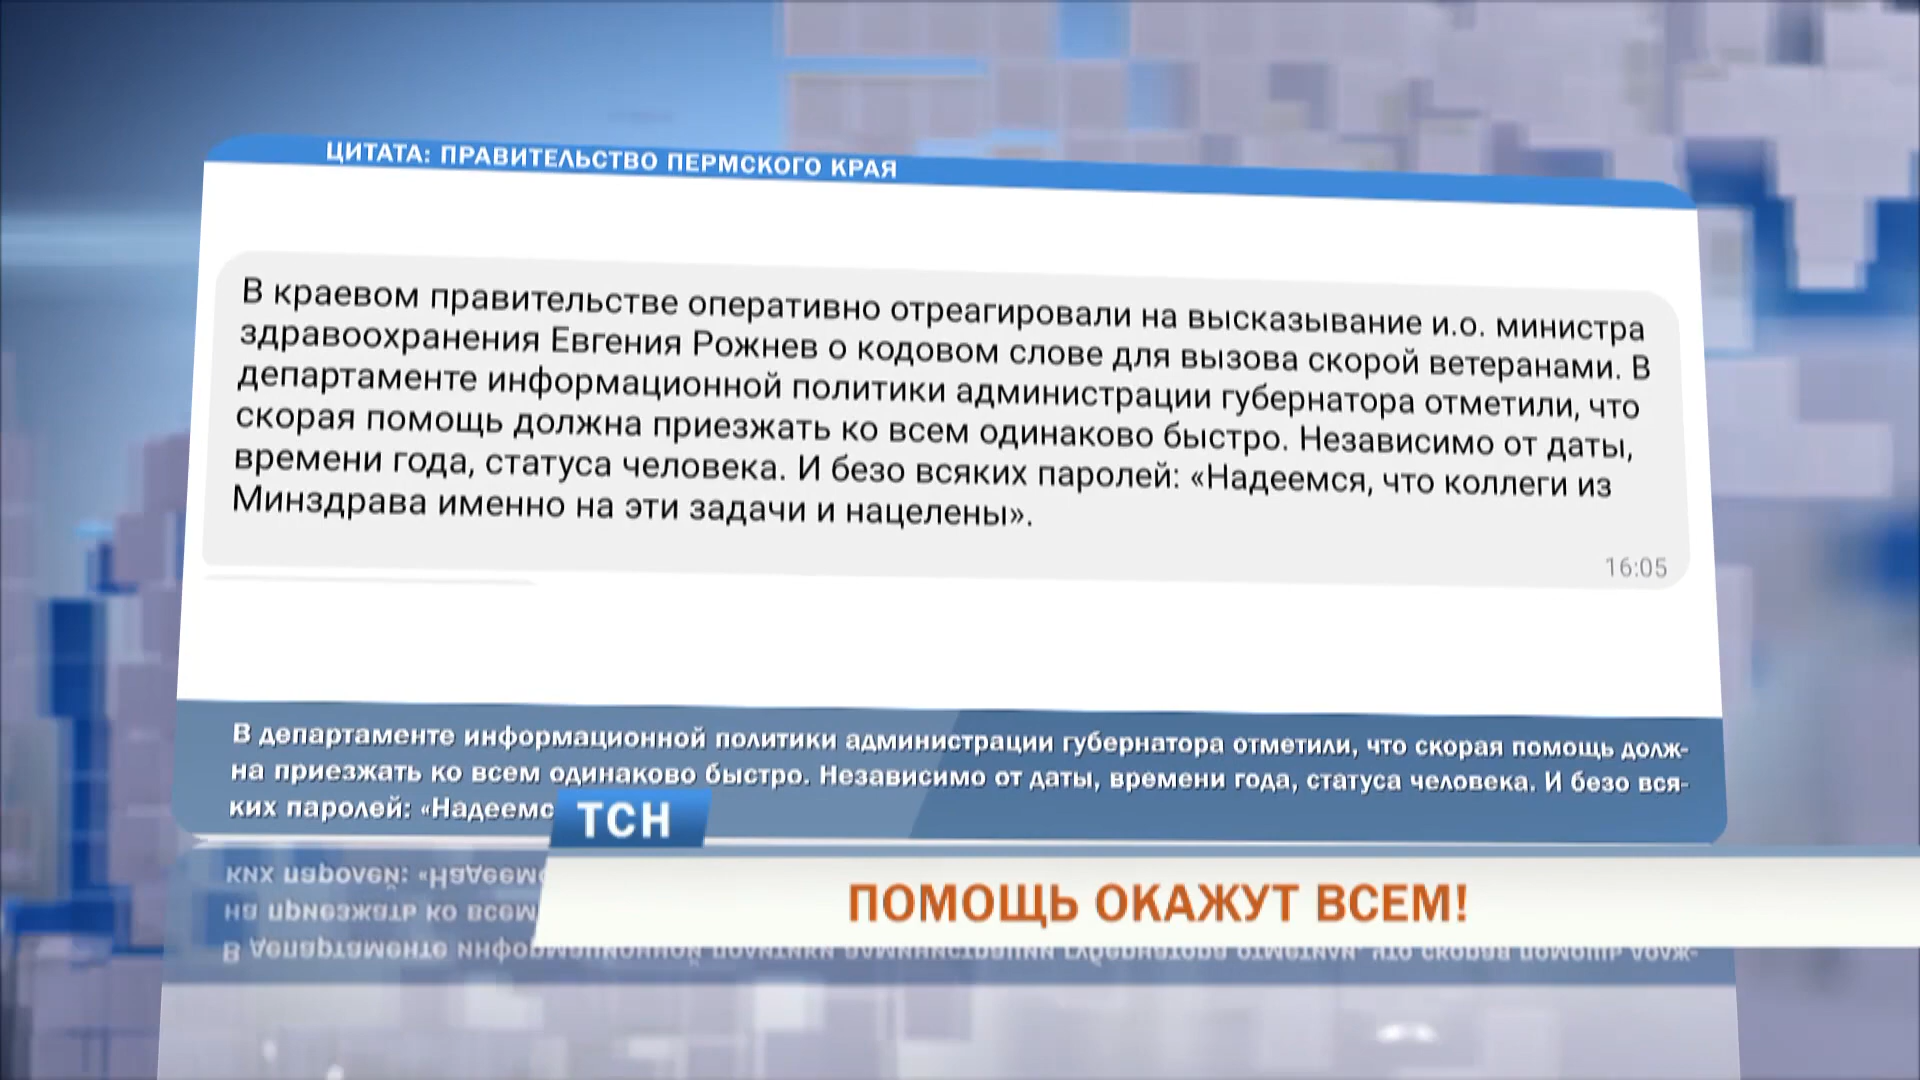 ЦИТАТА: ПРАВИТЕЛЬСТВО ПЕРМСКОГО КРАЯ
В краевом правительстве оперативно отреагировали на высказывание и.о. министра
здравоохранения Евгения Рожнев о кодовом слове для вызова скорой ветеранами. В
департаменте информационной политики администрации губернатора отметили, что
скорая помощь должна приезжать ко всем одинаково быстро. Независимо от даты,
времени года, статуса человека. И безо всяких паролей: «Надеемся, что коллеги из
Минздрава именно на эти задачи и нацелены».
16:05
В департаменте информационной политики администрации губернатора отметили, что скорая помощь долж-
на приезжать ко всем одинаково быстро. Независимо от даты, времени года, статуса человека. И безо вся-
ких паролей: «Надеемс
ТСН
ПОМОЩЬ ОКАЖУТ ВСЕМ!